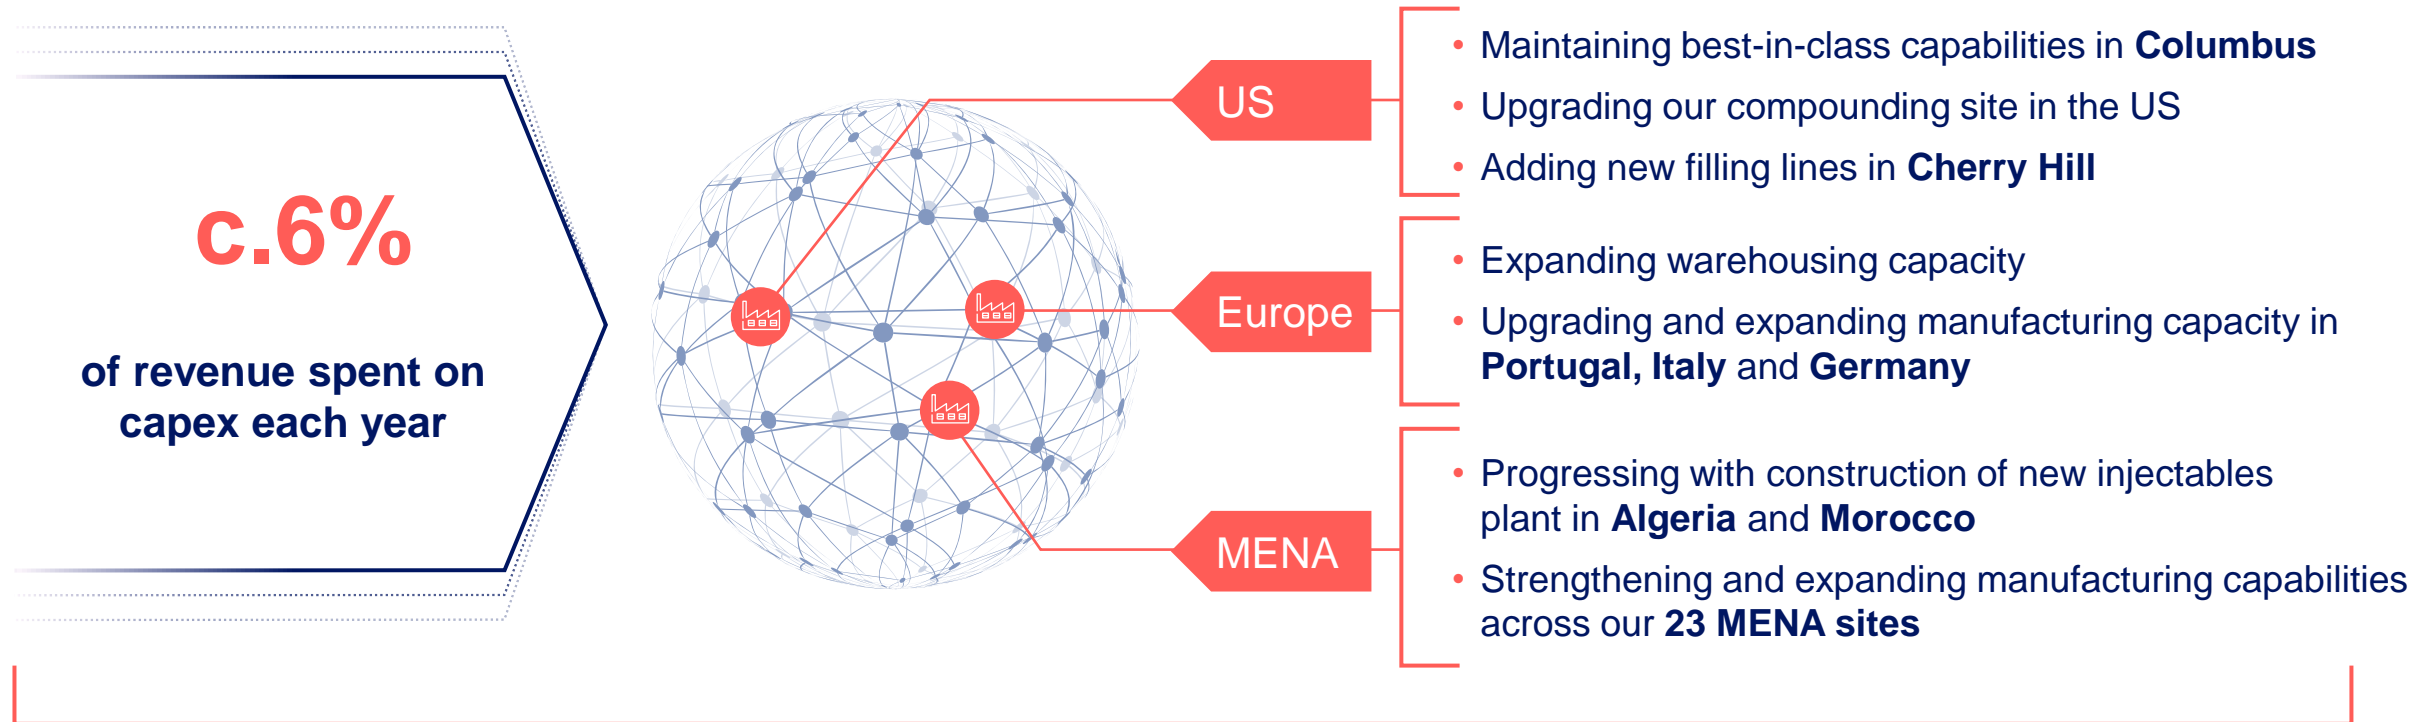 c.6%
of revenue spent on
capex each year
US
• Maintaining best-in-class capabilities in Columbus
• Upgrading our compounding site in the US
• Adding new filling lines in Cherry Hill
Europe
• Expanding warehousing capacity
• Upgrading and expanding manufacturing capacity in
Portugal, Italy and Germany
MENA
• Progressing with construction of new injectables
plant in Algeria and Morocco
• Strengthening and expanding manufacturing capabilities
across our 23 MENA sites